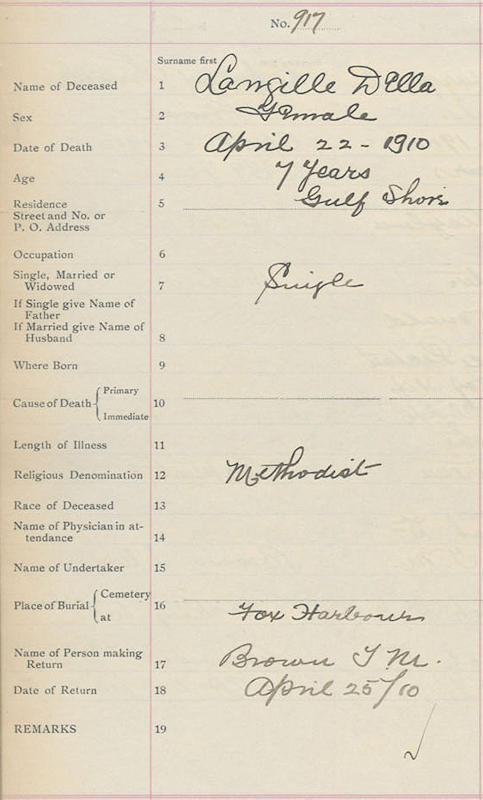 No. 917
Surname first
Name of Deceased 1 Langille Della
Sex 2 Female
Date of Death 3 April 22 - 1910
Age 4 7 Years
Residence 5 Gulf Shore
Street and No. or
P. O. Address
Occupation 6
Single, Married or
Widowed 7 Single
If Single give Name of
Father
If Married give Name of
Husband 8
Where Born 9
Primary
Cause of Death 10
Immediate
Length of Illness 11
Religious Denomination 12 Methodist
Race of Deceased 13
Name of Physician in at-
tendance 14
Name of Undertaker 15
Cemetery
Place of Burial 16 Fox Harbour
at
Name of Person making
Return 17 Brown T M.
Date of Return 18 April 25/10
REMARKS 19